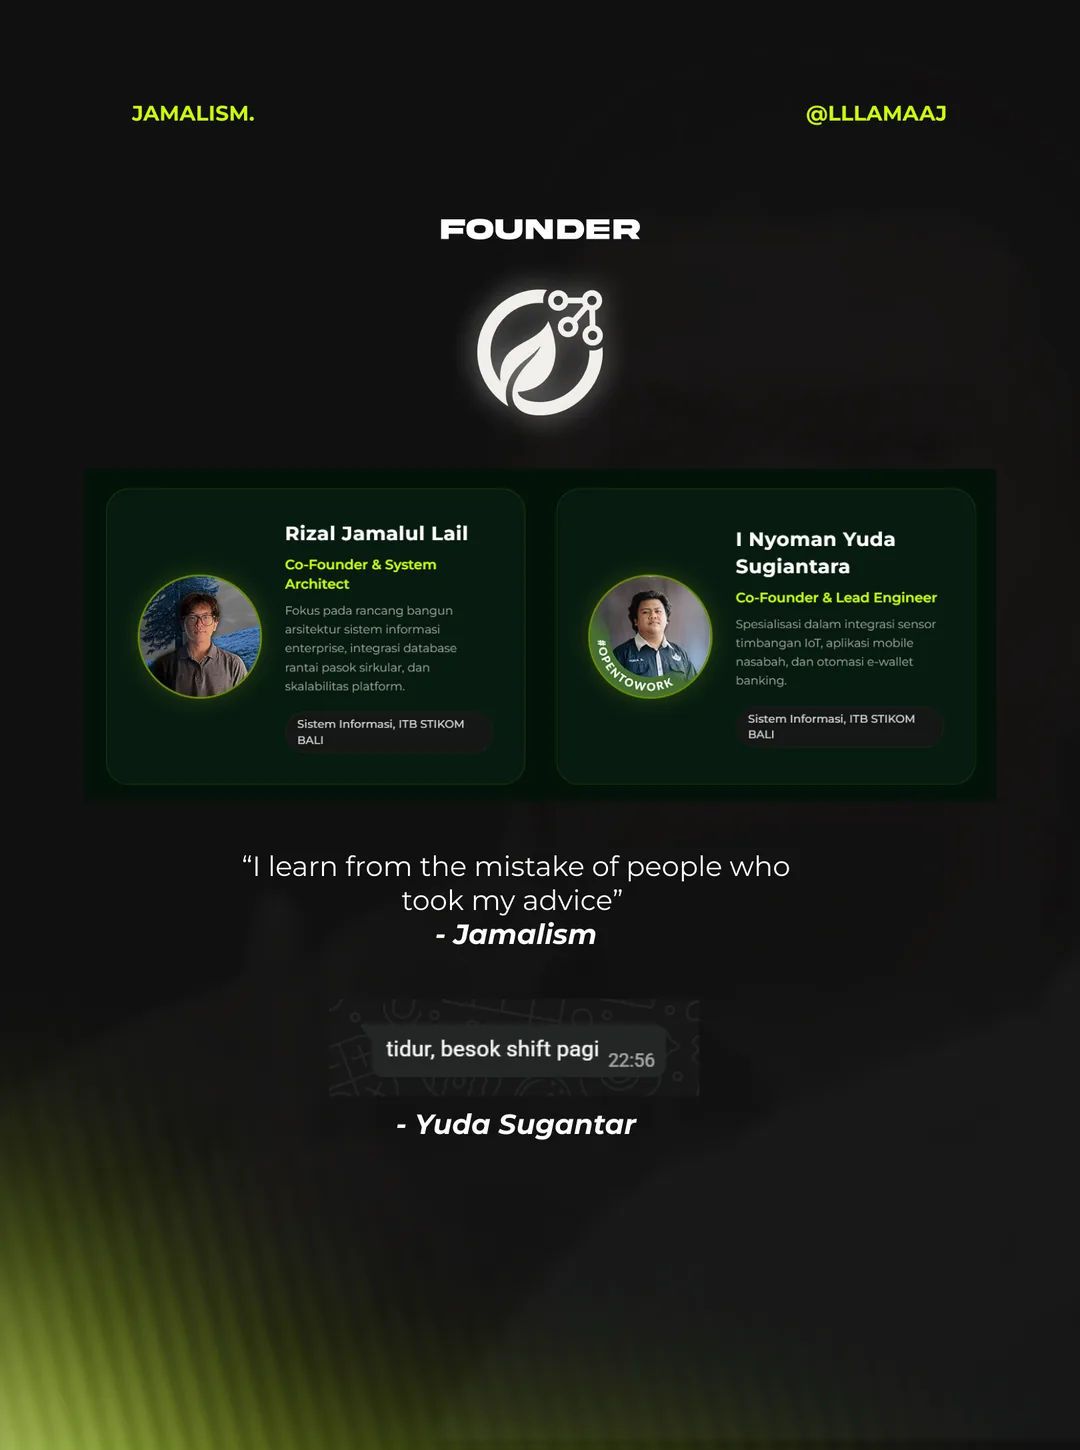 JAMALISM.
@LLLAMAAJ
FOUNDER
Rizal Jamalul Lail
Co-Founder & System
Architect
Fokus pada rancang bangun
arsitektur sistem informasi
enterprise, integrasi database
rantai pasok sirkular, dan
skalabilitas platform.
Sistem Informasi, ITB STIKOM
BALI
I Nyoman Yuda
Sugiantara
Co-Founder & Lead Engineer
Spesialisasi dalam integrasi sensor
timbangan IoT, aplikasi mobile
nasabah, dan otomasi e-wallet
banking.
#OPENTOWORK
Sistem Informasi, ITB STIKOM
BALI
“I learn from the mistake of people who
took my advice”
- Jamalism
tidur, besok shift pagi 22:56
- Yuda Sugantar